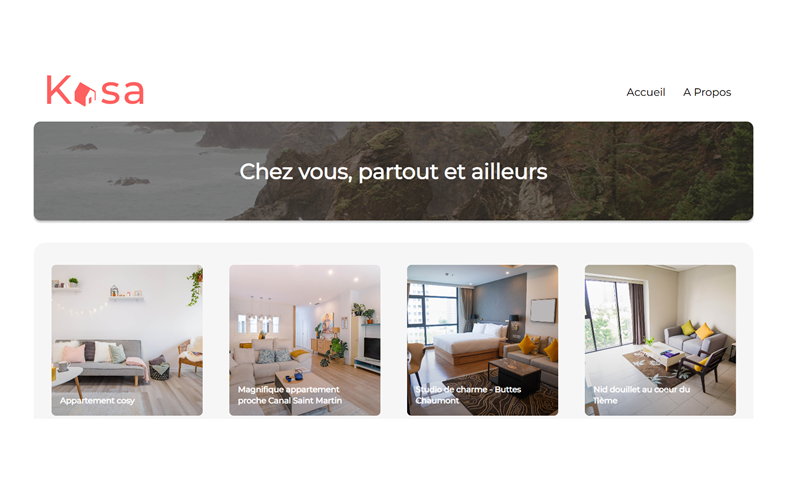 Kasa
Accueil
A Propos
Chez vous, partout et ailleurs
Appartement cosy
Magnifique appartement
proche Canal Saint Martin
Studio de charme - Buttes
Chaumont
Nid douillet au coeur du
11ème